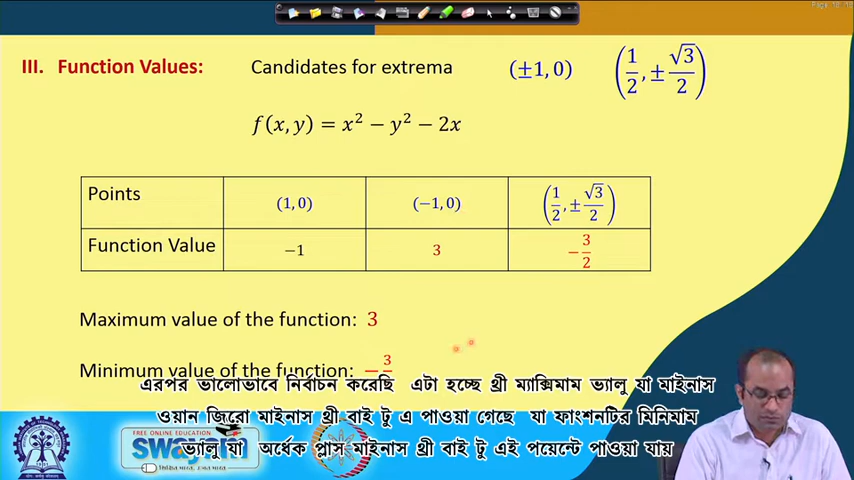 III. Function Values: Candidates for extrema (±1, 0) (1/2, ±√3/2)
f(x, y) = x² − y² − 2x
Points (1, 0) (−1, 0) (1/2, ±√3/2)
Function Value −1 3 −3/2
Maximum value of the function: 3
Minimum value of the function: −3/2
এরপর ভালোভাবে নির্বাচন করেছি এটা হচ্ছে থ্রী ম্যাক্সিমাম ভ্যালু যা মাইনাস
ওয়ান জিরো মাইনাস থ্রী বাই টু এ পাওয়া গেছে যা ফাংশনটির মিনিমাম
ভ্যালু যা অর্ধেক প্লাস মাইনাস থ্রী বাই টু এই পয়েন্টে পাওয়া যায়
FREE ONLINE EDUCATION
swayam